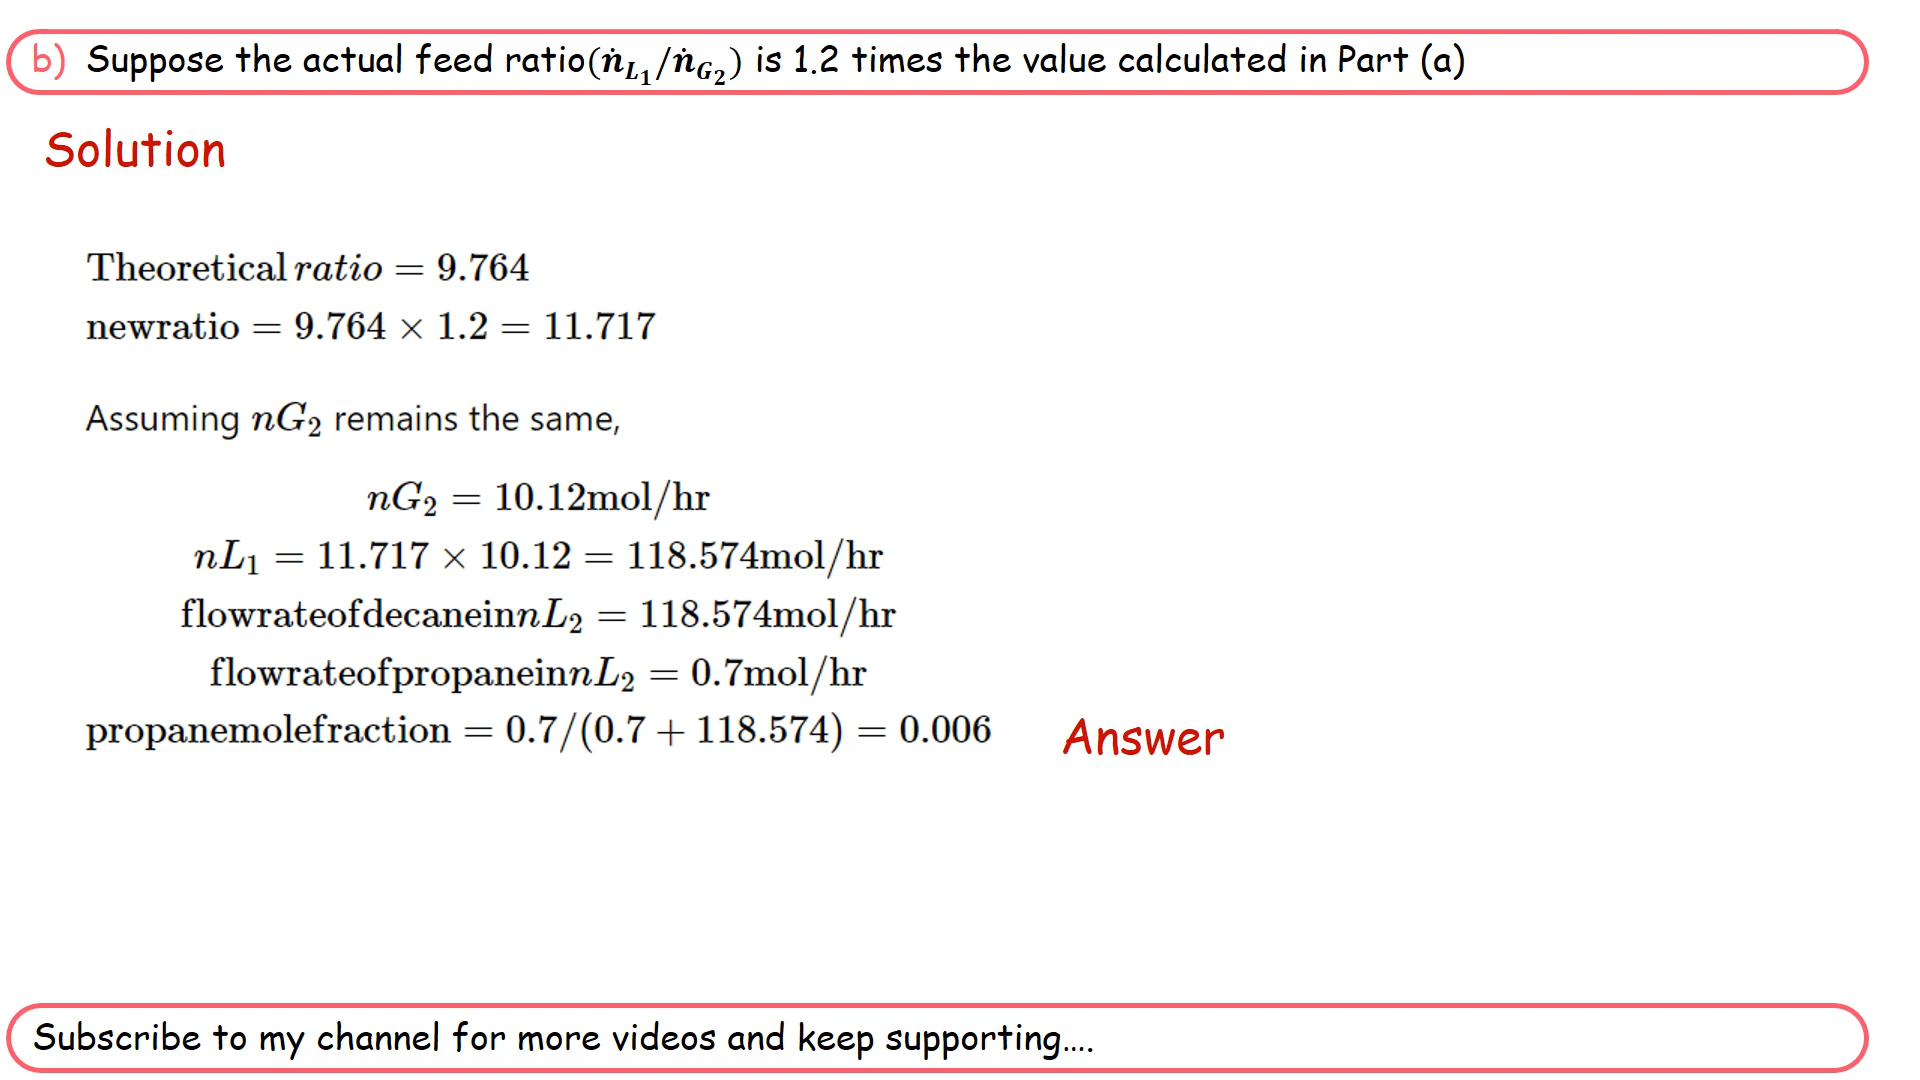 b) Suppose the actual feed ratio(ṅ_L₁/ṅ_G₂) is 1.2 times the value calculated in Part (a)
Solution
Theoretical ratio = 9.764
newratio = 9.764 × 1.2 = 11.717
Assuming nG₂ remains the same,
nG₂ = 10.12mol/hr
nL₁ = 11.717 × 10.12 = 118.574mol/hr
flowrateofdecaneinnL₂ = 118.574mol/hr
flowrateofpropaneinnL₂ = 0.7mol/hr
propanemolefraction = 0.7/(0.7 + 118.574) = 0.006 Answer
Subscribe to my channel for more videos and keep supporting....